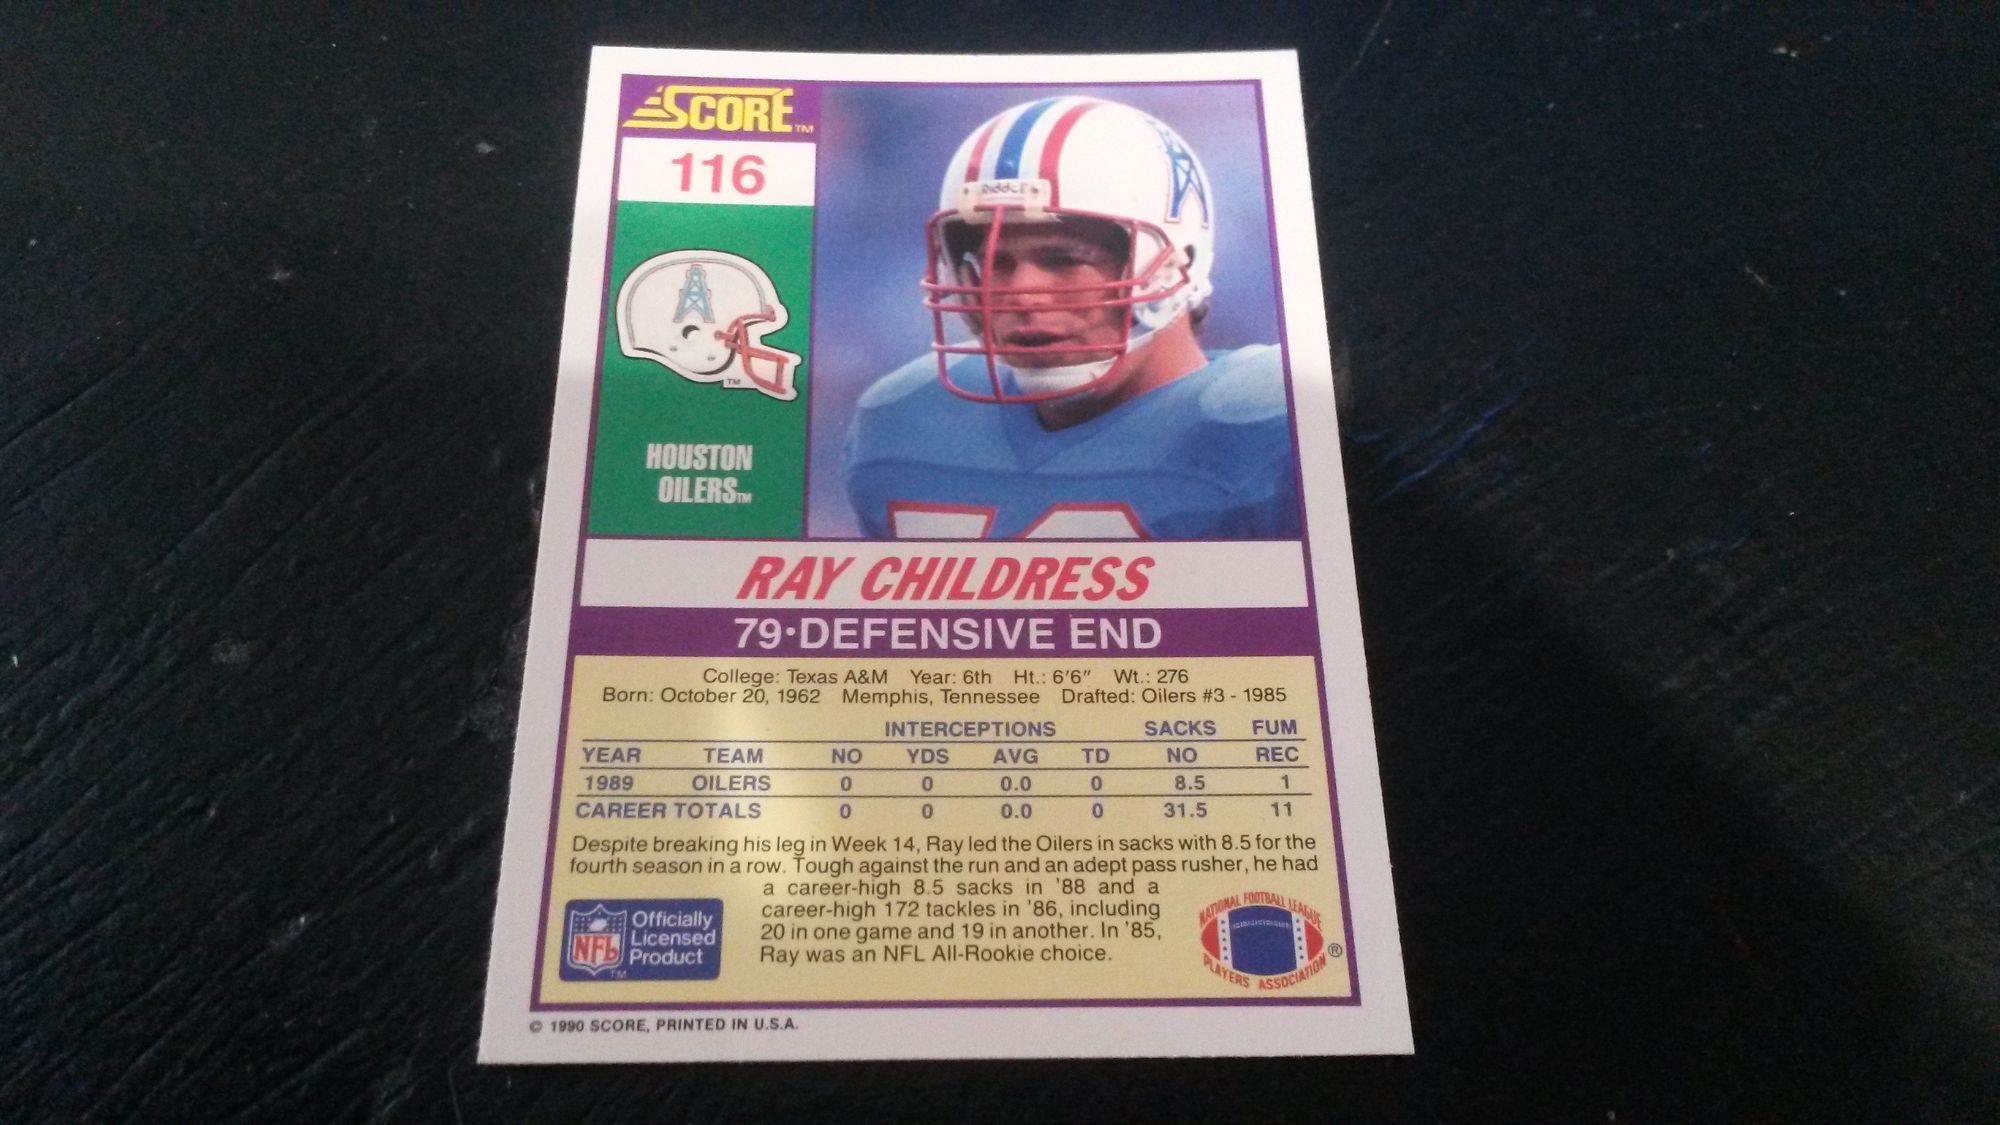 SCORE™
116
Riddell
TM
HOUSTON
OILERS™
RAY CHILDRESS
79·DEFENSIVE END
College: Texas A&M Year: 6th Ht.: 6'6" Wt.: 276
Born: October 20, 1962 Memphis, Tennessee Drafted: Oilers #3 - 1985
INTERCEPTIONS SACKS FUM
YEAR TEAM NO YDS AVG TD NO REC
1989 OILERS 0 0 0.0 0 8.5 1
CAREER TOTALS 0 0 0.0 0 31.5 11
Despite breaking his leg in Week 14, Ray led the Oilers in sacks with 8.5 for the
fourth season in a row. Tough against the run and an adept pass rusher, he had
a career-high 8.5 sacks in '88 and a
career-high 172 tackles in '86, including
20 in one game and 19 in another. In '85,
Ray was an NFL All-Rookie choice.
NFL
TM
Officially
Licensed
Product
NATIONAL FOOTBALL LEAGUE
PLAYERS ASSOCIATION
®
© 1990 SCORE, PRINTED IN U.S.A.